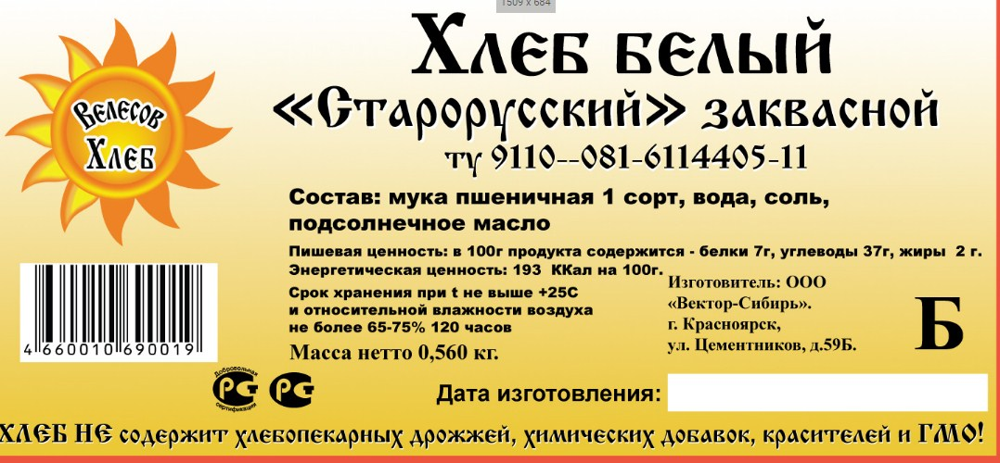 1509 x 684
Хлеб белый
«Старорусский» заквасной
ту 9110--081-6114405-11
Велесов
Хлеб
Состав: мука пшеничная 1 сорт, вода, соль,
подсолнечное масло
Пишевая ценность: в 100г продукта содержится - белки 7г, углеводы 37г, жиры 2 г.
Энергетическая ценность: 193 ККал на 100г.
Срок хранения при t не выше +25С
и относительной влажности воздуха
не более 65-75% 120 часов
Масса нетто 0,560 кг.
Изготовитель: ООО
«Вектор-Сибирь».
г. Красноярск,
ул. Цементников, д.59Б.
Б
4 660010 690019
Добровольная
РСТ
сертификация
РСТ
Дата изготовления:
ХЛЕБ НЕ содержит хлебопекарных дрожжей, химических добавок, красителей и ГМО!